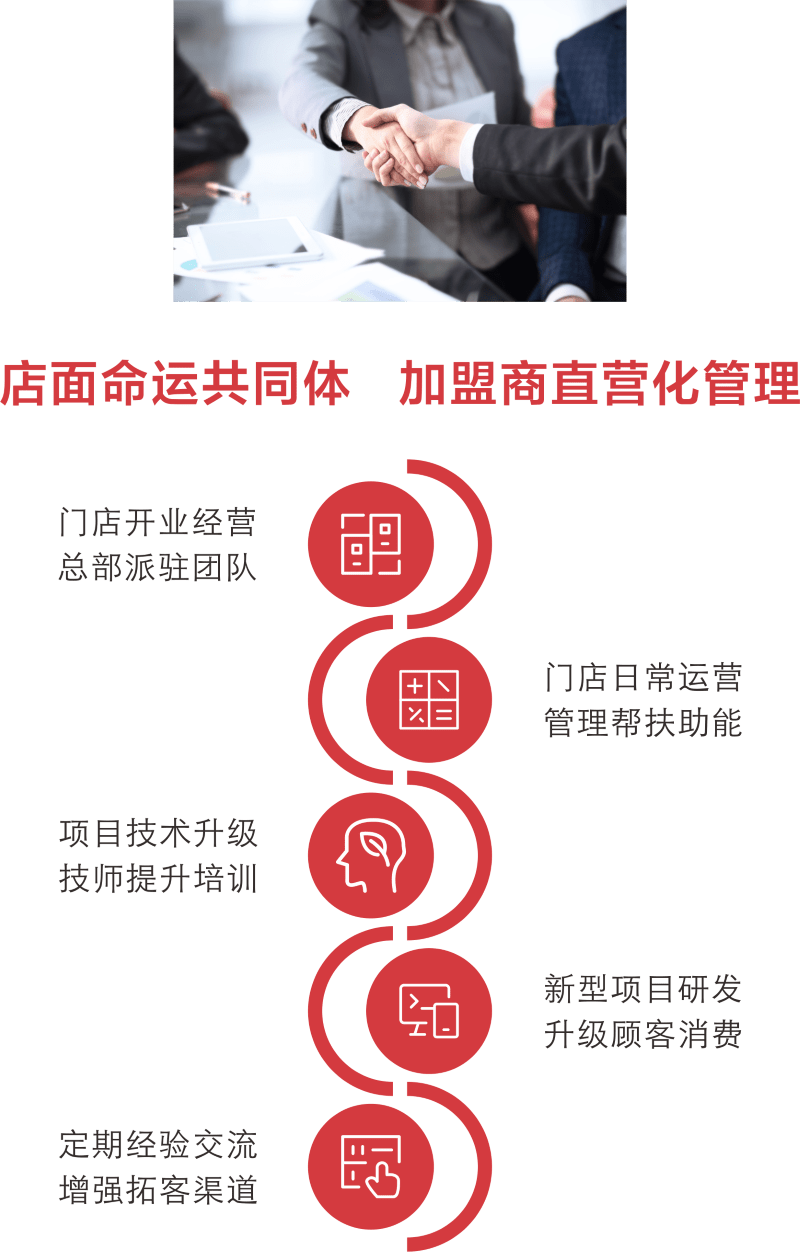 店面命运共同体　加盟商直营化管理
门店开业经营
总部派驻团队
门店日常运营
管理帮扶助能
项目技术升级
技师提升培训
新型项目研发
升级顾客消费
定期经验交流
增强拓客渠道